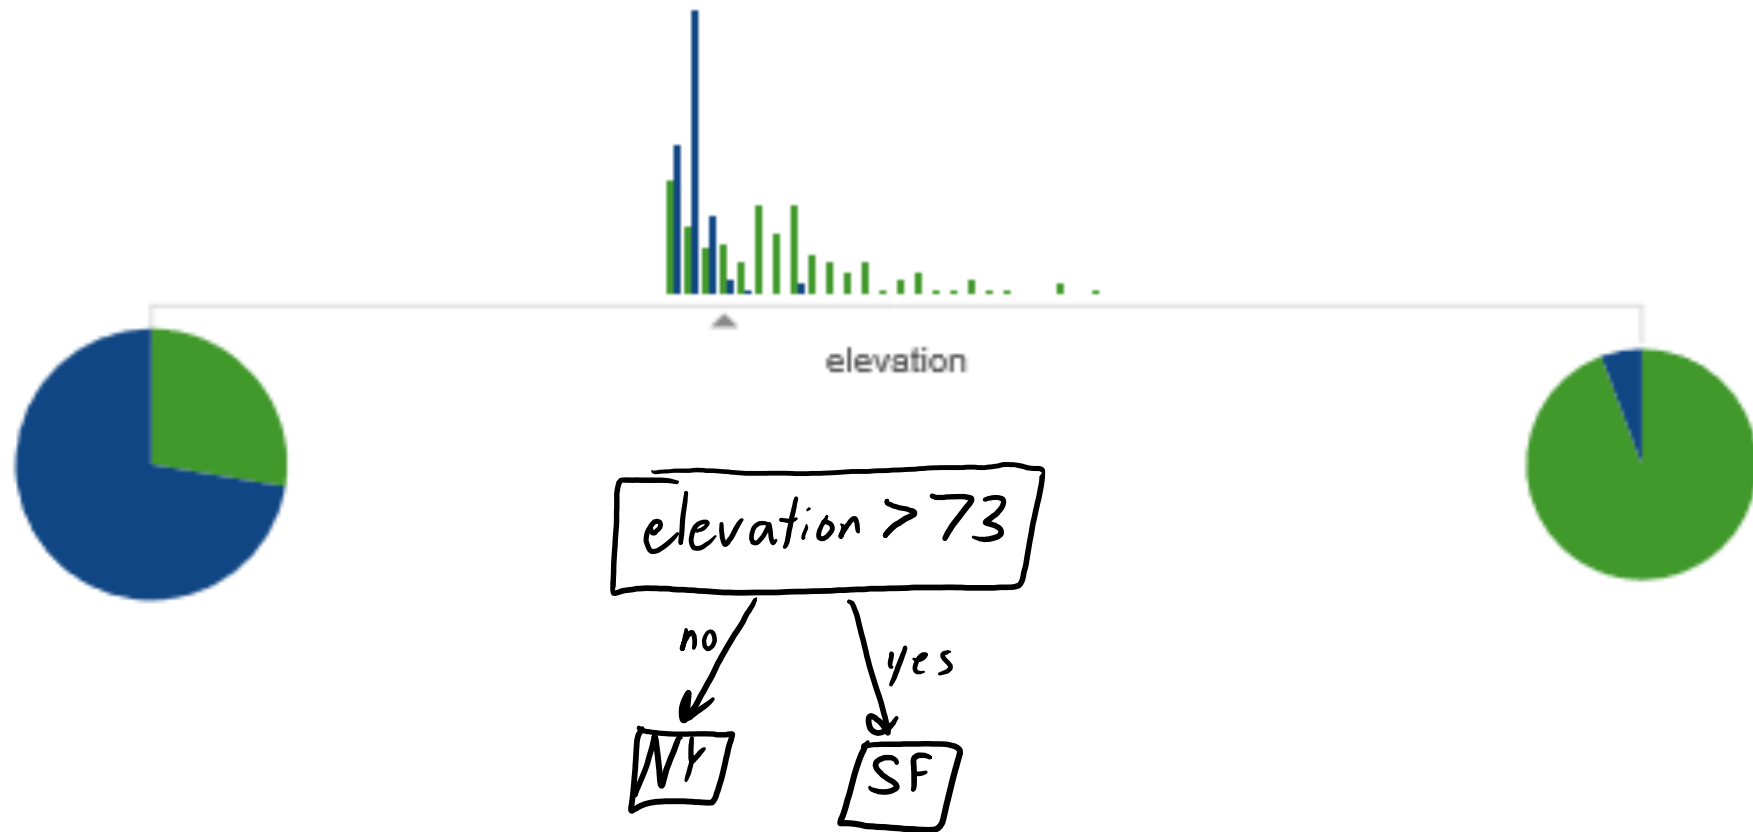 elevation
elevation > 73
no
yes
NY
SF